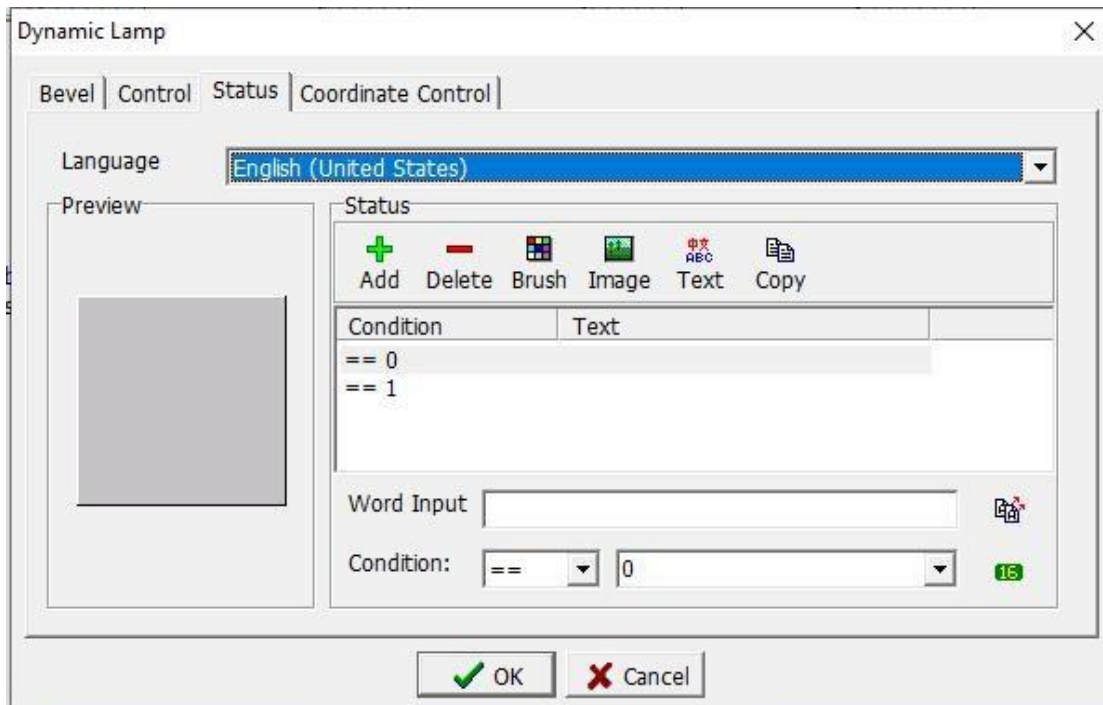 Dynamic Lamp
Bevel Control Status Coordinate Control
Language English (United States)
Preview
Status
中文
ABC
Add Delete Brush Image Text Copy
Condition Text
== 0
== 1
Word Input
Condition: == 0
16
OK Cancel